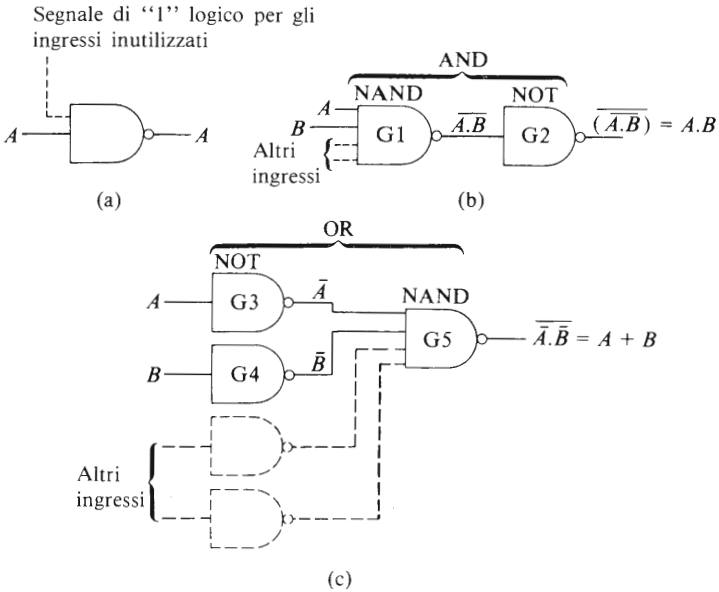 Segnale di “1” logico per gli
ingressi inutilizzati
A
A
(a)
AND
NAND
NOT
A
B
G1
A.B̅
G2
(A.B̅) = A.B
Altri
ingressi
(b)
OR
NOT
A
G3
Ā
NAND
G5
Ā.B̄ = A + B
B
G4
B̄
Altri
ingressi
(c)